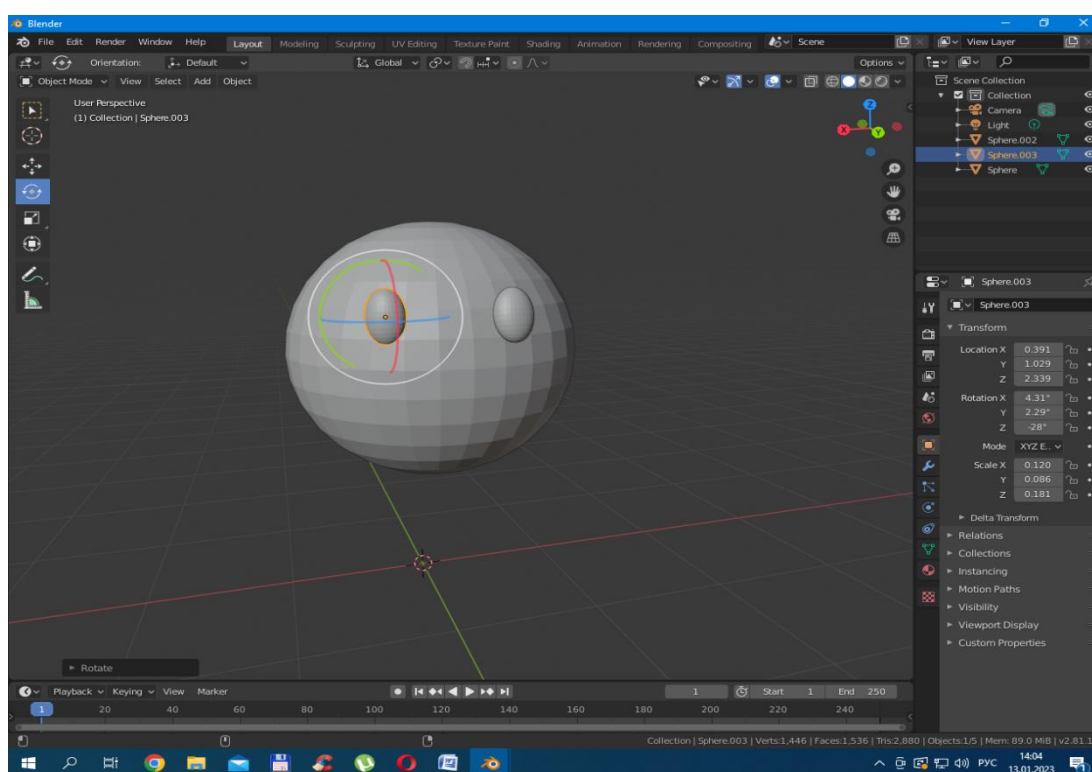 Blender
File Edit Render Window Help Layout Modeling Sculpting UV Editing Texture Paint Shading Animation Rendering Compositing Scene View Layer
Orientation: Default Global Options
Object Mode View Select Add Object
User Perspective
(1) Collection | Sphere.003
Z
X
Y
Scene Collection
Collection
Camera
Light
Sphere.002
Sphere.003
Sphere
Sphere.003
Sphere.003
Transform
Location X 0.391
Y 1.029
Z 2.339
Rotation X 4.31°
Y 2.29°
Z -28°
Mode XYZ E..
Scale X 0.120
Y 0.086
Z 0.181
Delta Transform
Relations
Collections
Instancing
Motion Paths
Visibility
Viewport Display
Custom Properties
Rotate
Playback Keying View Marker 1 Start 1 End 250
1 20 40 60 80 100 120 140 160 180 200 220 240
Collection | Sphere.003 | Verts:1,446 | Faces:1,536 | Tris:2,880 | Objects:1/5 | Mem: 89.0 MiB | v2.81.1
РУС 14:04
13.01.2023